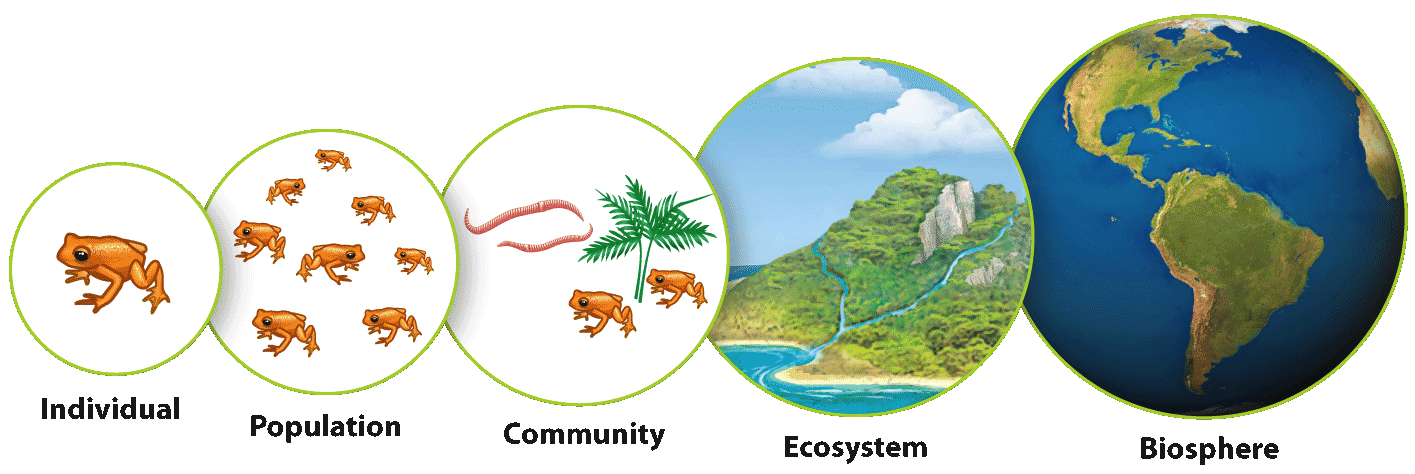 Individual
Population
Community
Ecosystem
Biosphere